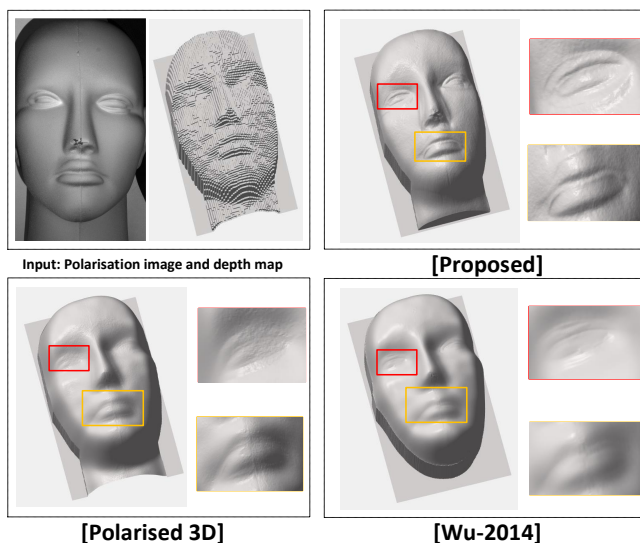 Input: Polarisation image and depth map
[Proposed]
[Polarised 3D]
[Wu-2014]